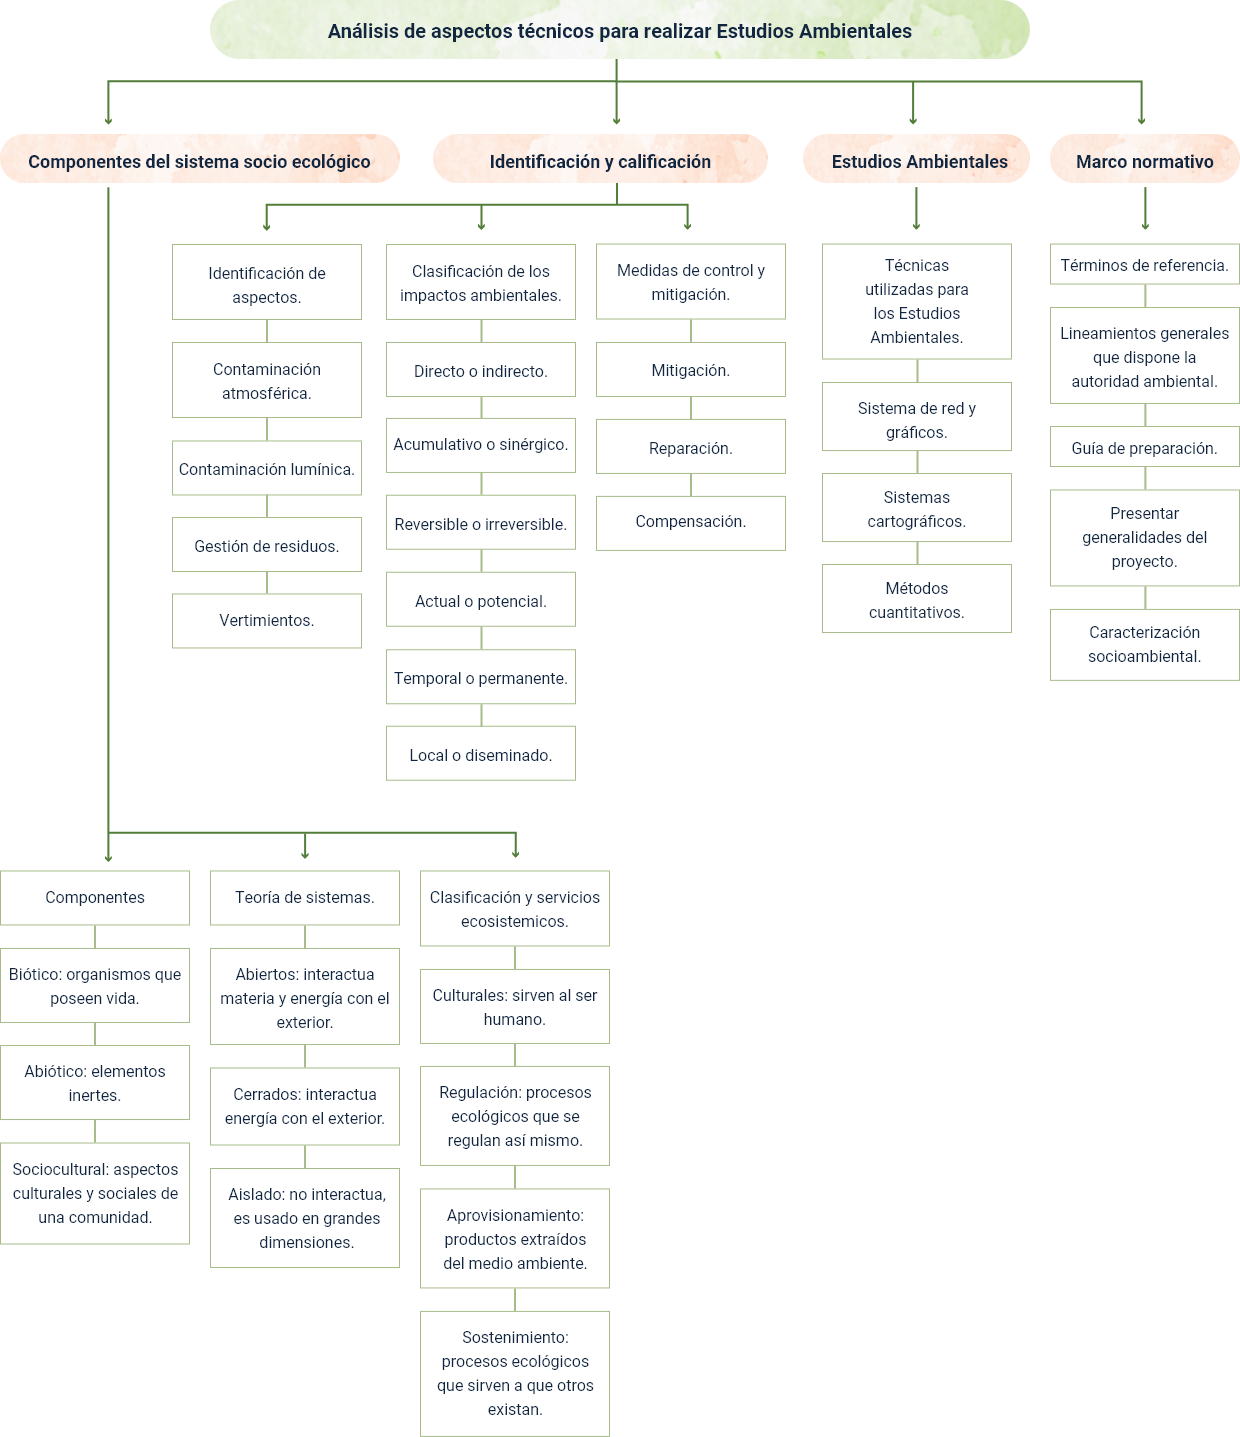 Análisis de aspectos técnicos para realizar Estudios Ambientales
Componentes del sistema socio ecológico
Identificación y calificación
Estudios Ambientales
Marco normativo
Identificación de
aspectos.
Contaminación
atmosférica.
Contaminación lumínica.
Gestión de residuos.
Vertimientos.
Clasificación de los
impactos ambientales.
Directo o indirecto.
Acumulativo o sinérgico.
Reversible o irreversible.
Actual o potencial.
Temporal o permanente.
Local o diseminado.
Medidas de control y
mitigación.
Mitigación.
Reparación.
Compensación.
Técnicas
utilizadas para
los Estudios
Ambientales.
Sistema de red y
gráficos.
Sistemas
cartográficos.
Métodos
cuantitativos.
Términos de referencia.
Lineamientos generales
que dispone la
autoridad ambiental.
Guía de preparación.
Presentar
generalidades del
proyecto.
Caracterización
socioambiental.
Componentes
Biótico: organismos que
poseen vida.
Abiótico: elementos
inertes.
Sociocultural: aspectos
culturales y sociales de
una comunidad.
Teoría de sistemas.
Abiertos: interactua
materia y energía con el
exterior.
Cerrados: interactua
energía con el exterior.
Aislado: no interactua,
es usado en grandes
dimensiones.
Clasificación y servicios
ecosistemicos.
Culturales: sirven al ser
humano.
Regulación: procesos
ecológicos que se
regulan así mismo.
Aprovisionamiento:
productos extraídos
del medio ambiente.
Sostenimiento:
procesos ecológicos
que sirven a que otros
existan.